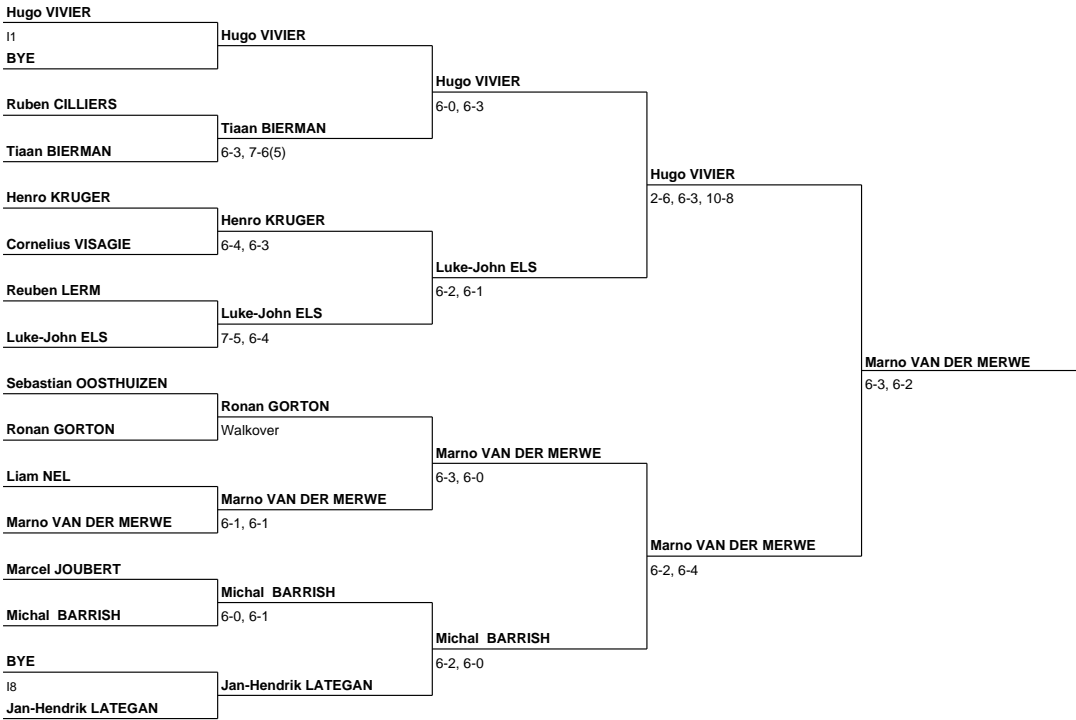 Hugo VIVIER
I1
BYE
Ruben CILLIERS
Tiaan BIERMAN
Henro KRUGER
Cornelius VISAGIE
Reuben LERM
Luke-John ELS
Sebastian OOSTHUIZEN
Ronan GORTON
Liam NEL
Marno VAN DER MERWE
Marcel JOUBERT
Michal  BARRISH
BYE
I8
Jan-Hendrik LATEGAN
Hugo VIVIER
Tiaan BIERMAN
6-3, 7-6(5)
Henro KRUGER
6-4, 6-3
Luke-John ELS
7-5, 6-4
Ronan GORTON
Walkover
Marno VAN DER MERWE
6-1, 6-1
Michal  BARRISH
6-0, 6-1
Jan-Hendrik LATEGAN
Hugo VIVIER
6-0, 6-3
Luke-John ELS
6-2, 6-1
Marno VAN DER MERWE
6-3, 6-0
Michal  BARRISH
6-2, 6-0
Hugo VIVIER
2-6, 6-3, 10-8
Marno VAN DER MERWE
6-2, 6-4
Marno VAN DER MERWE
6-3, 6-2